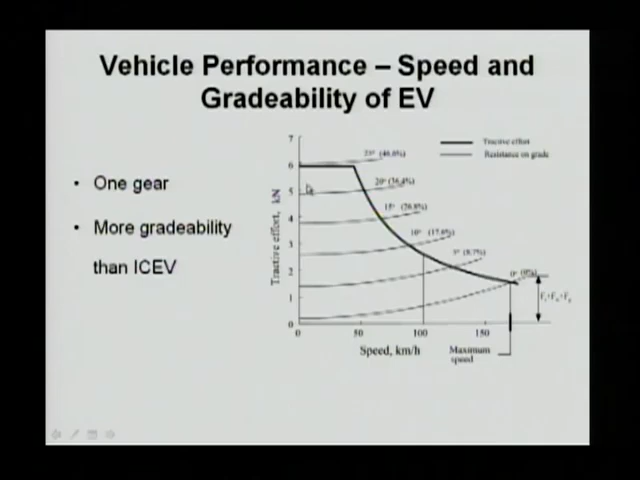 Vehicle Performance – Speed and
Gradeability of EV
• One gear
• More gradeability
than ICEV
Tractive effort
Resistance on grade
Tractive effort, kN
7
6
5
4
3
2
1
0
25° (46.6%)
20° (36.4%)
15° (26.8%)
10° (17.6%)
5° (8.7%)
0° (0%)
0
50
100
150
Speed, km/h
Maximum
speed